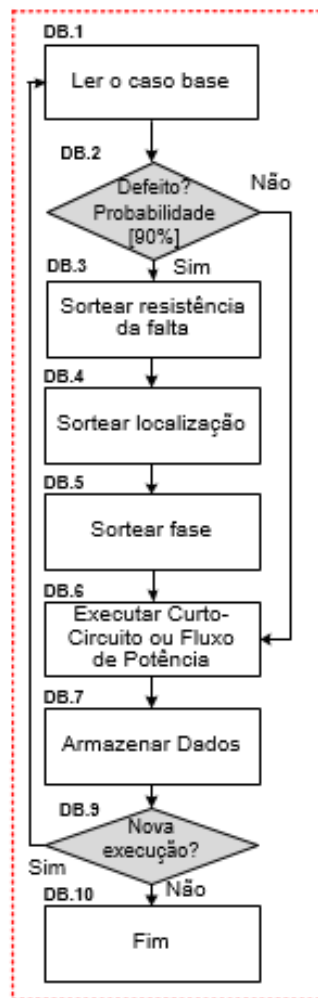 DB.1
Ler o caso base
DB.2
Defeito?
Probabilidade
[90%]
Não
DB.3
Sim
Sortear resistência
da falta
DB.4
Sortear localização
DB.5
Sortear fase
DB.6
Executar Curto-
Circuito ou Fluxo
de Potência
DB.7
Armazenar Dados
DB.9
Nova
execução?
Sim
Não
DB.10
Fim